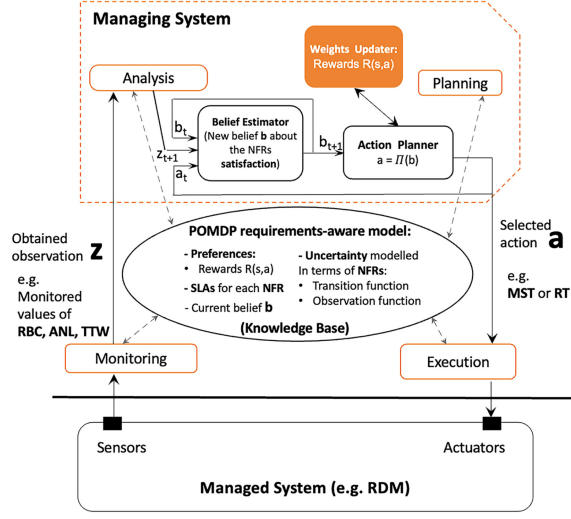 Managing System
Weights Updater:
Rewards R(s,a)
Analysis
Planning
Belief Estimator
(New belief b about
the NFRs
satisfaction)
b_t
z_{t+1}
a_t
b_{t+1}
Action Planner
a = Π(b)
Obtained
observation z
e.g.
Monitored
values of
RBC, ANL, TTW
Selected
action a
e.g.
MST or RT
POMDP requirements-aware model:
- Preferences:
• Rewards R(s,a)
- SLAs for each NFR
- Current belief b
- Uncertainty modelled
In terms of NFRs:
• Transition function
• Observation function
(Knowledge Base)
Monitoring
Execution
Sensors
Actuators
Managed System (e.g. RDM)